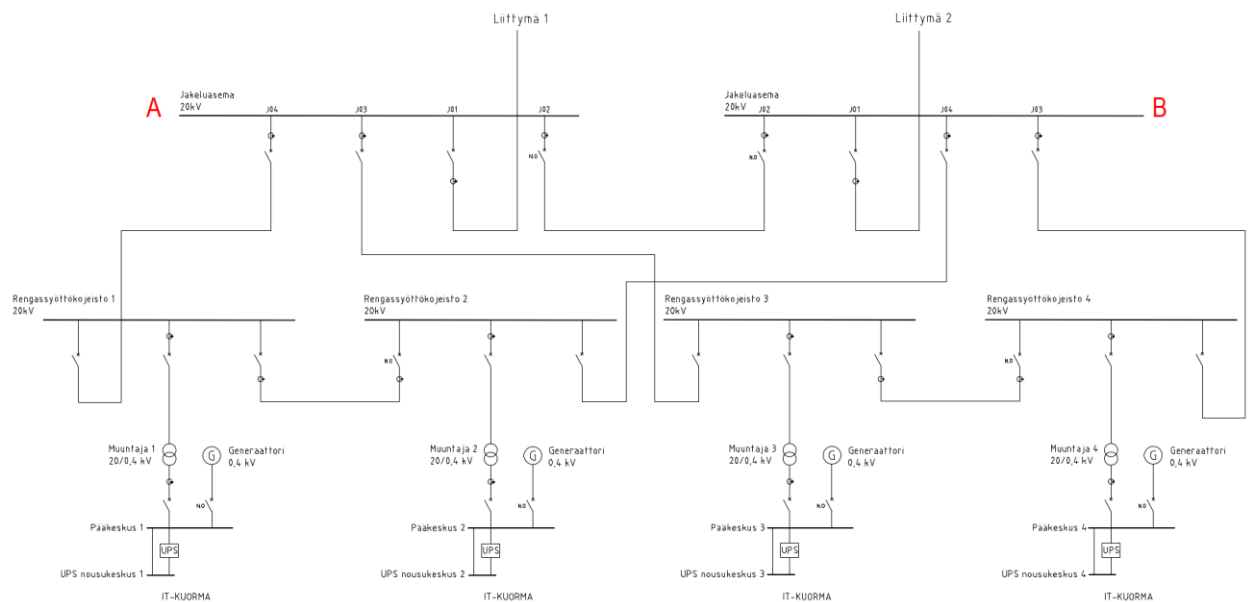 Liittymä 1
Liittymä 2
A
Jakeluasema
20kV
J04
J03
J01
J02
N.O
Jakeluasema
20kV
J02
J01
J04
J03
N.O
B
Rengassyöttökojeisto 1
20kV
Rengassyöttökojeisto 2
20kV
N.O
Rengassyöttökojeisto 3
20kV
Rengassyöttökojeisto 4
20kV
N.O
Muuntaja 1
20/0,4 kV
G
Generaattori
0,4 kV
N.O
Muuntaja 2
20/0,4 kV
G
Generaattori
0,4 kV
N.O
Muuntaja 3
20/0,4 kV
G
Generaattori
0,4 kV
N.O
Muuntaja 4
20/0,4 kV
G
Generaattori
0,4 kV
N.O
Pääkeskus 1
UPS
UPS nousukeskus 1
IT-KUORMA
Pääkeskus 2
UPS
UPS nousukeskus 2
IT-KUORMA
Pääkeskus 3
UPS
UPS nousukeskus 3
IT-KUORMA
Pääkeskus 4
UPS
UPS nousukeskus 4
IT-KUORMA